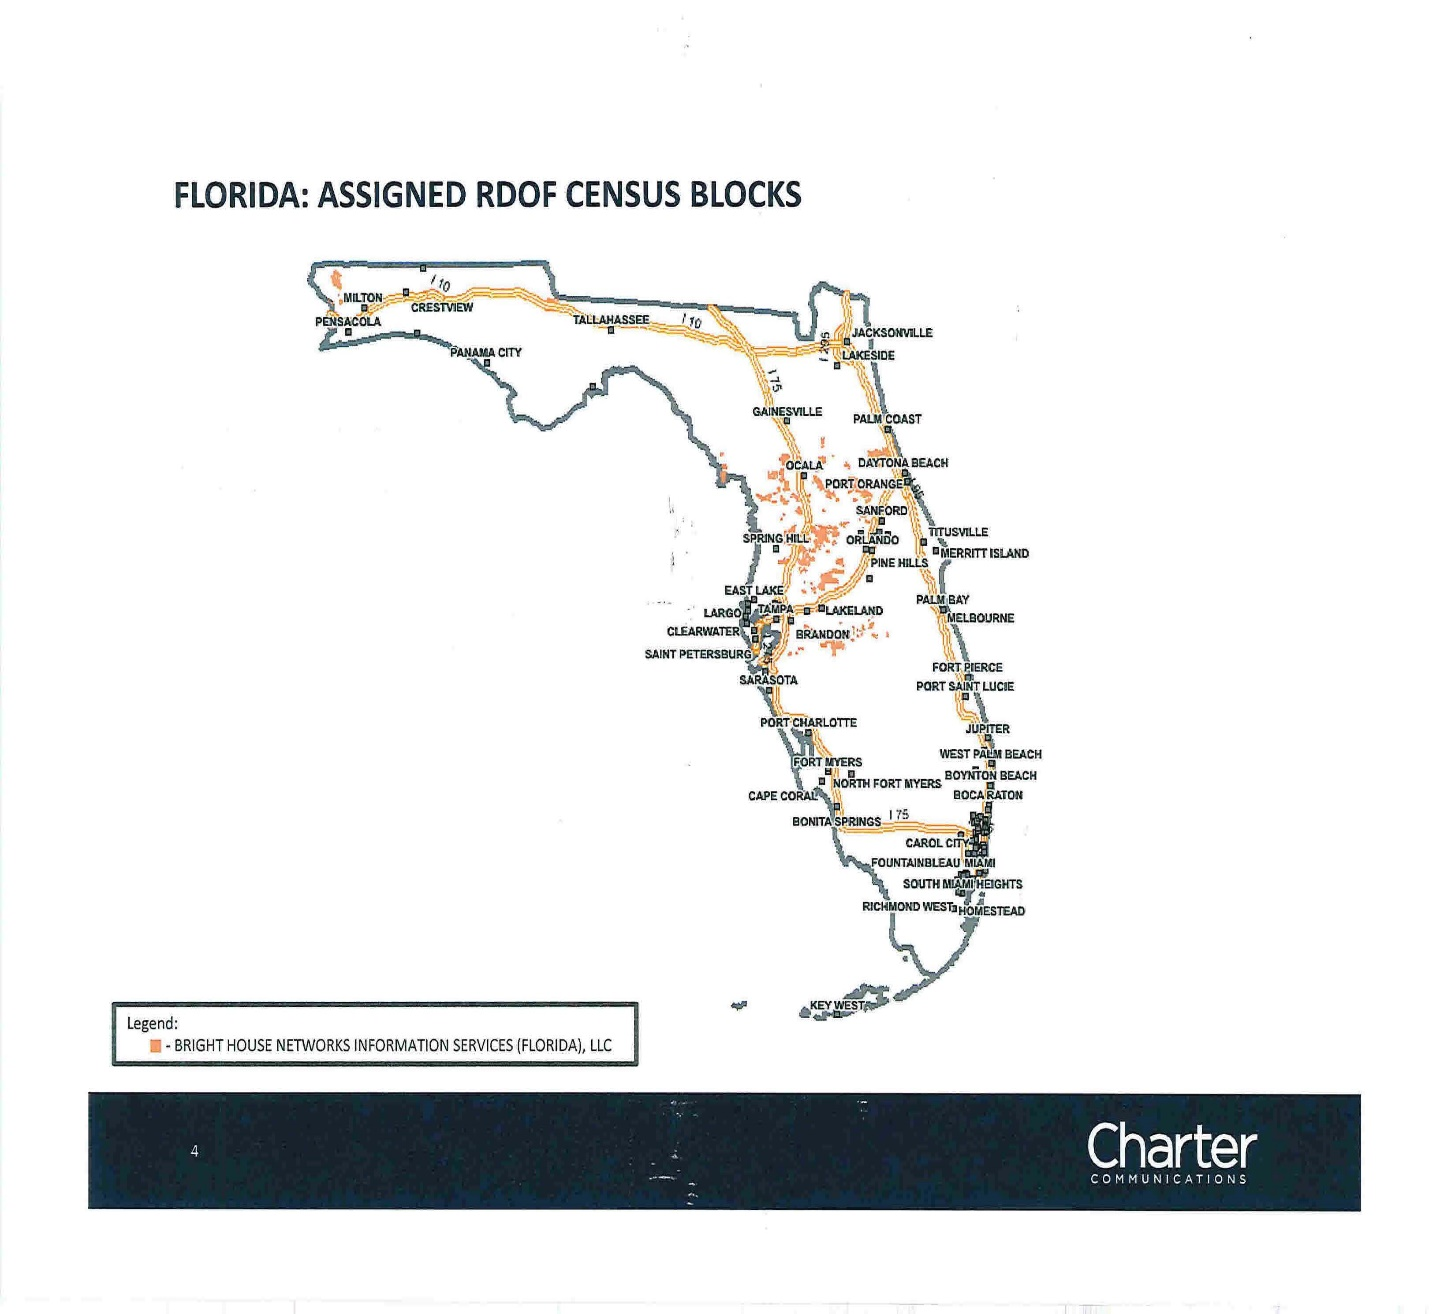 FLORIDA: ASSIGNED RDOF CENSUS BLOCKS
I 10
MILTON
CRESTVIEW
PENSACOLA
TALLAHASSEE
I 10
JACKSONVILLE
I 295
LAKESIDE
PANAMA CITY
I 75
GAINESVILLE
PALM COAST
OCALA
DAYTONA BEACH
PORT ORANGE
I 95
SANFORD
SPRING HILL
ORLANDO
TITUSVILLE
MERRITT ISLAND
PINE HILLS
EAST LAKE
PALM BAY
LARGO
TAMPA
LAKELAND
MELBOURNE
CLEARWATER
BRANDON
SAINT PETERSBURG
FORT PIERCE
SARASOTA
PORT SAINT LUCIE
PORT CHARLOTTE
JUPITER
WEST PALM BEACH
FORT MYERS
BOYNTON BEACH
NORTH FORT MYERS
CAPE CORAL
BOCA RATON
BONITA SPRINGS
I 75
CAROL CITY
FOUNTAINBLEAU
MIAMI
SOUTH MIAMI HEIGHTS
RICHMOND WEST
HOMESTEAD
KEY WEST
Legend:
- BRIGHT HOUSE NETWORKS INFORMATION SERVICES (FLORIDA), LLC
4
Charter
COMMUNICATIONS